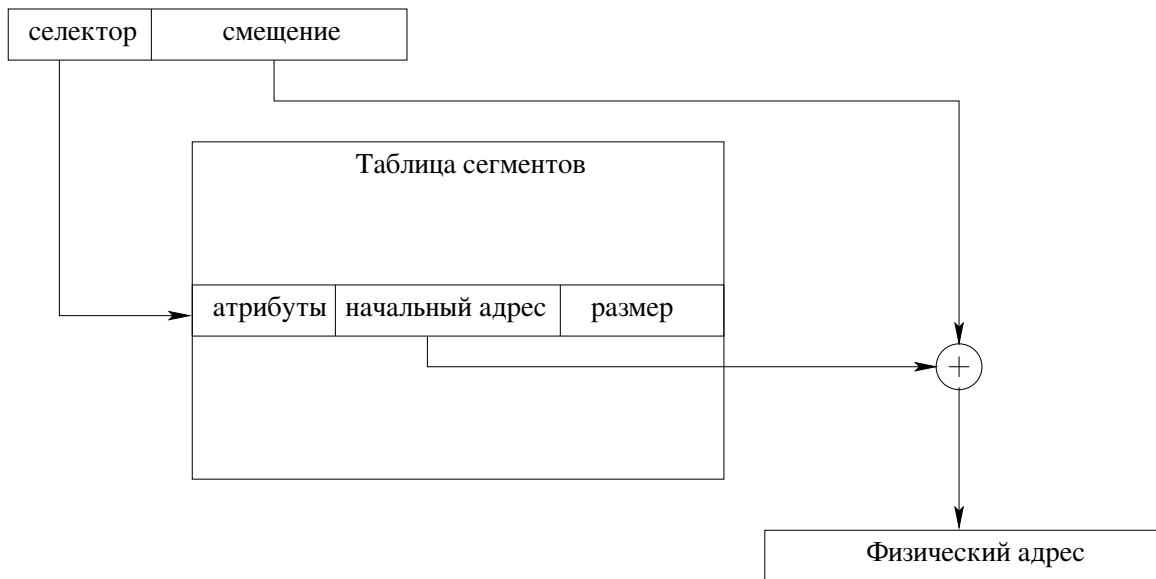 селектор смещение
Таблица сегментов
атрибуты начальный адрес размер
+
Физический адрес